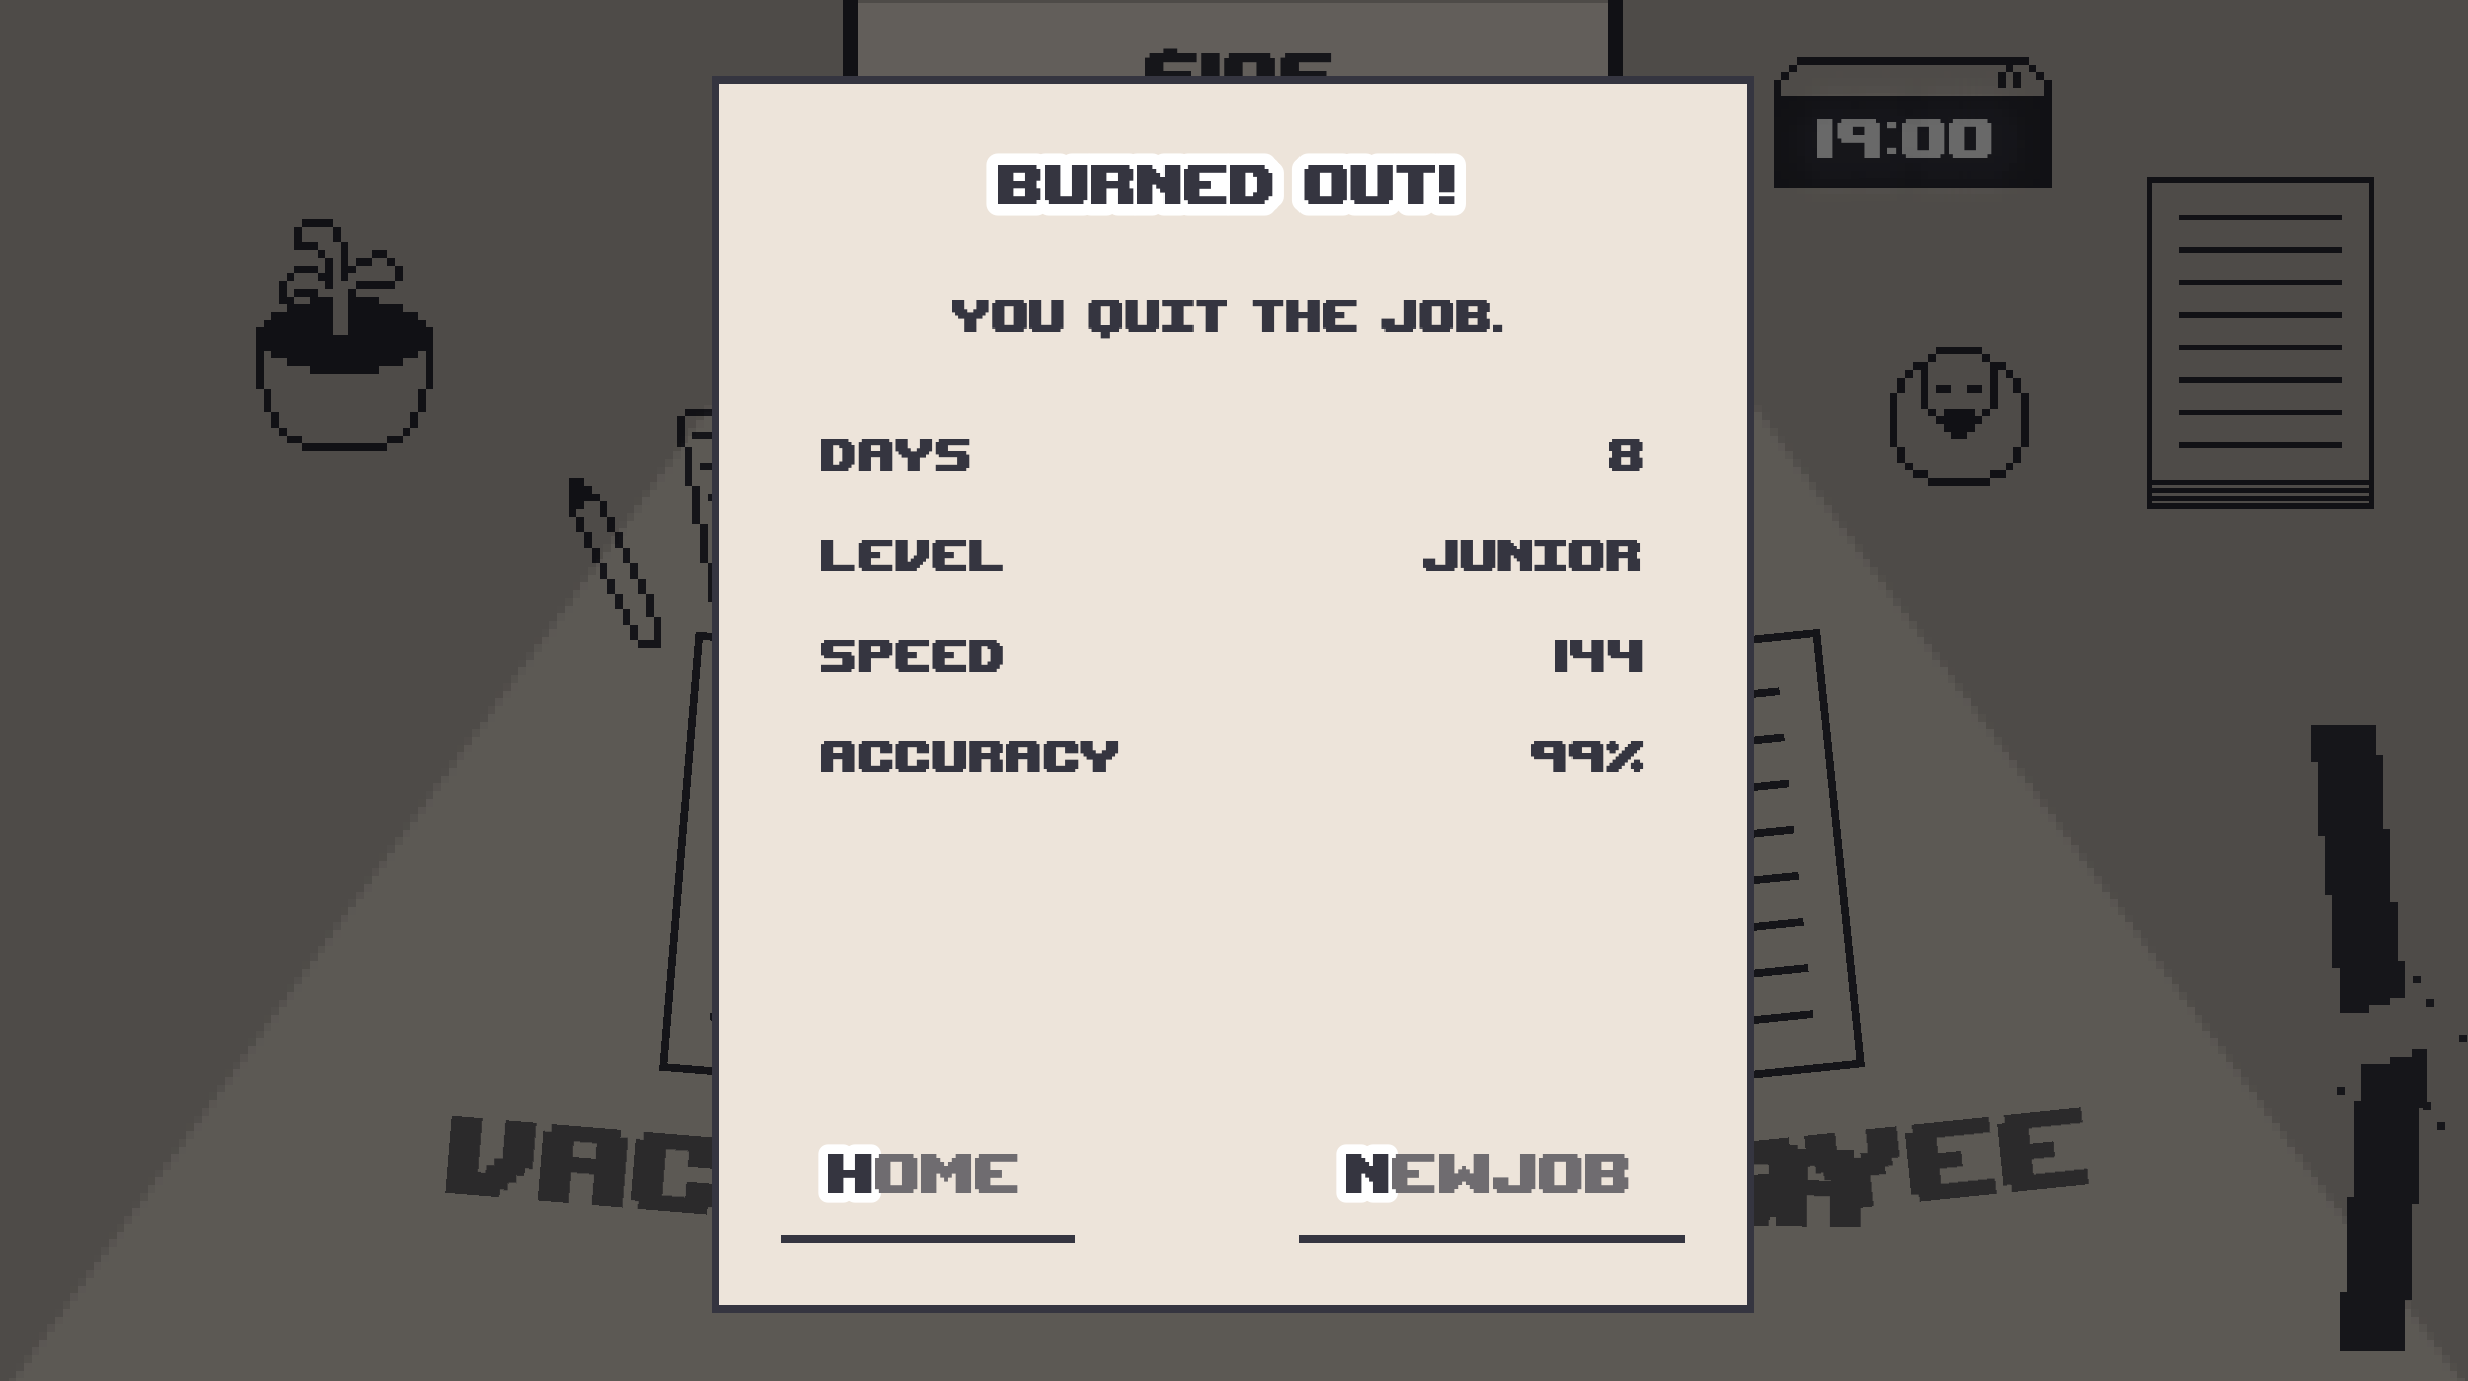 19:00
BURNED OUT!
YOU QUIT THE JOB.
DAYS 8
LEVEL JUNIOR
SPEED 144
ACCURACY 99%
HOME NEWJOB